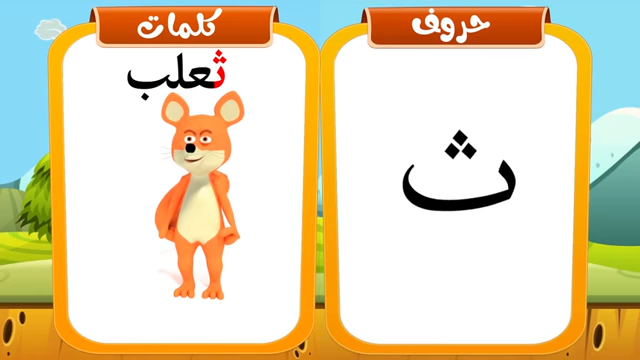 حروف
كلمات
ثعلب
ث